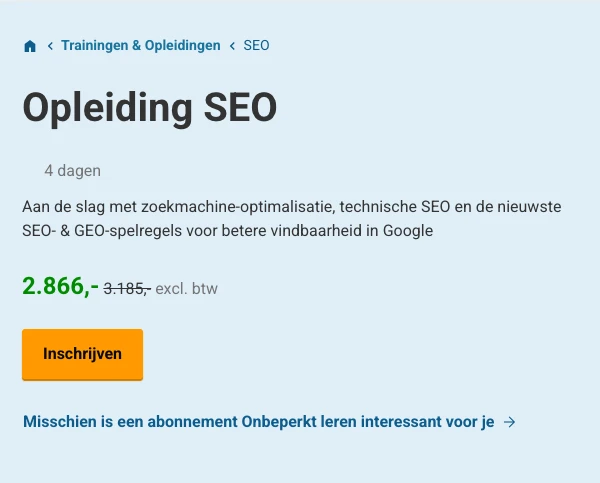 Trainingen & Opleidingen SEO
Opleiding SEO
4 dagen
Aan de slag met zoekmachine-optimalisatie, technische SEO en de nieuwste
SEO- & GEO-spelregels voor betere vindbaarheid in Google
2.866,- 3.185,- excl. btw
Inschrijven
Misschien is een abonnement Onbeperkt leren interessant voor je →